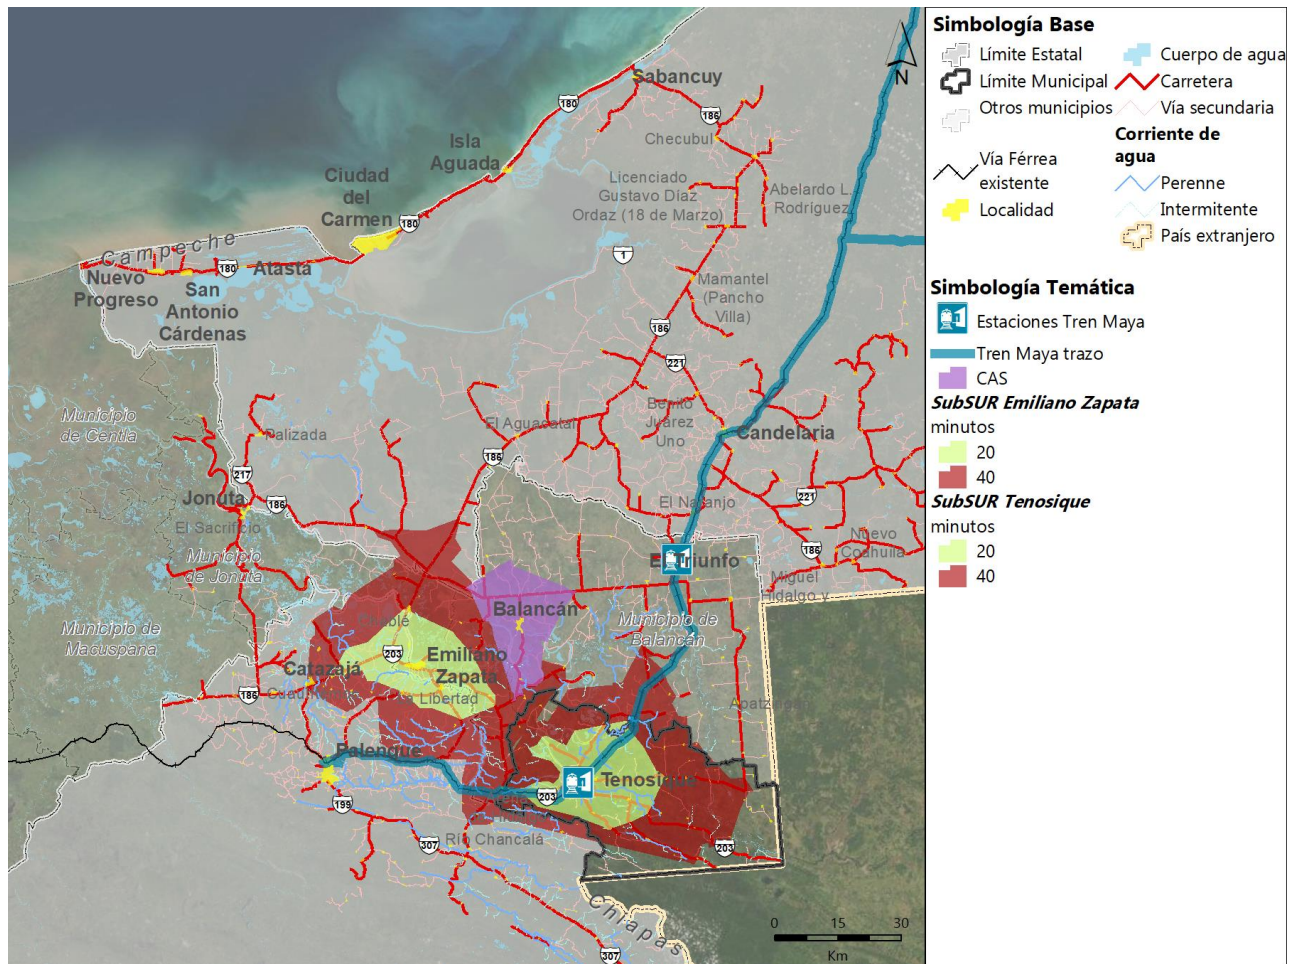 Sabancuy
180
186
Checubul
Isla
Aguada
Licenciado
Gustavo Díaz
Ordaz (18 de Marzo)
Abelardo L.
Rodríguez
Ciudad
del
Carmen
180
Campeche
180
Atasta
Nuevo
Progreso
San
Antonio
Cárdenas
1
Mamantel
(Pancho
Villa)
186
221
Municipio
de Centla
Palizada
El Aguacatal
Benito
Juárez
Uno
Candelaria
186
217
Jonuta
186
El Sacrificio
El Naranjo
221
Nuevo
Coahuila
186
Municipio
de Jonuta
El Triunfo
Miguel
Hidalgo y
Balancán
Municipio de
Balancán
Municipio de
Macuspana
203
Emiliano
Zapata
Catazajá
La Libertad
186
Palenque
Tenosique
203
199
Río Chancalá
307
203
Chiapas
307
N
0 15 30
Km
Simbología Base
Límite Estatal
Límite Municipal
Otros municipios
Vía Férrea
existente
Localidad
Cuerpo de agua
Carretera
Vía secundaria
Corriente de
agua
Perenne
Intermitente
País extranjero
Simbología Temática
Estaciones Tren Maya
Tren Maya trazo
CAS
SubSUR Emiliano Zapata
minutos
20
40
SubSUR Tenosique
minutos
20
40